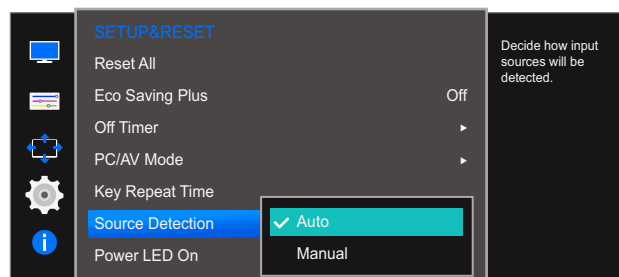 SETUP&RESET
Reset All
Eco Saving Plus Off
Off Timer ▸
PC/AV Mode ▸
Key Repeat Time
Source Detection
✓ Auto
Power LED On
Manual
Decide how input
sources will be
detected.
i